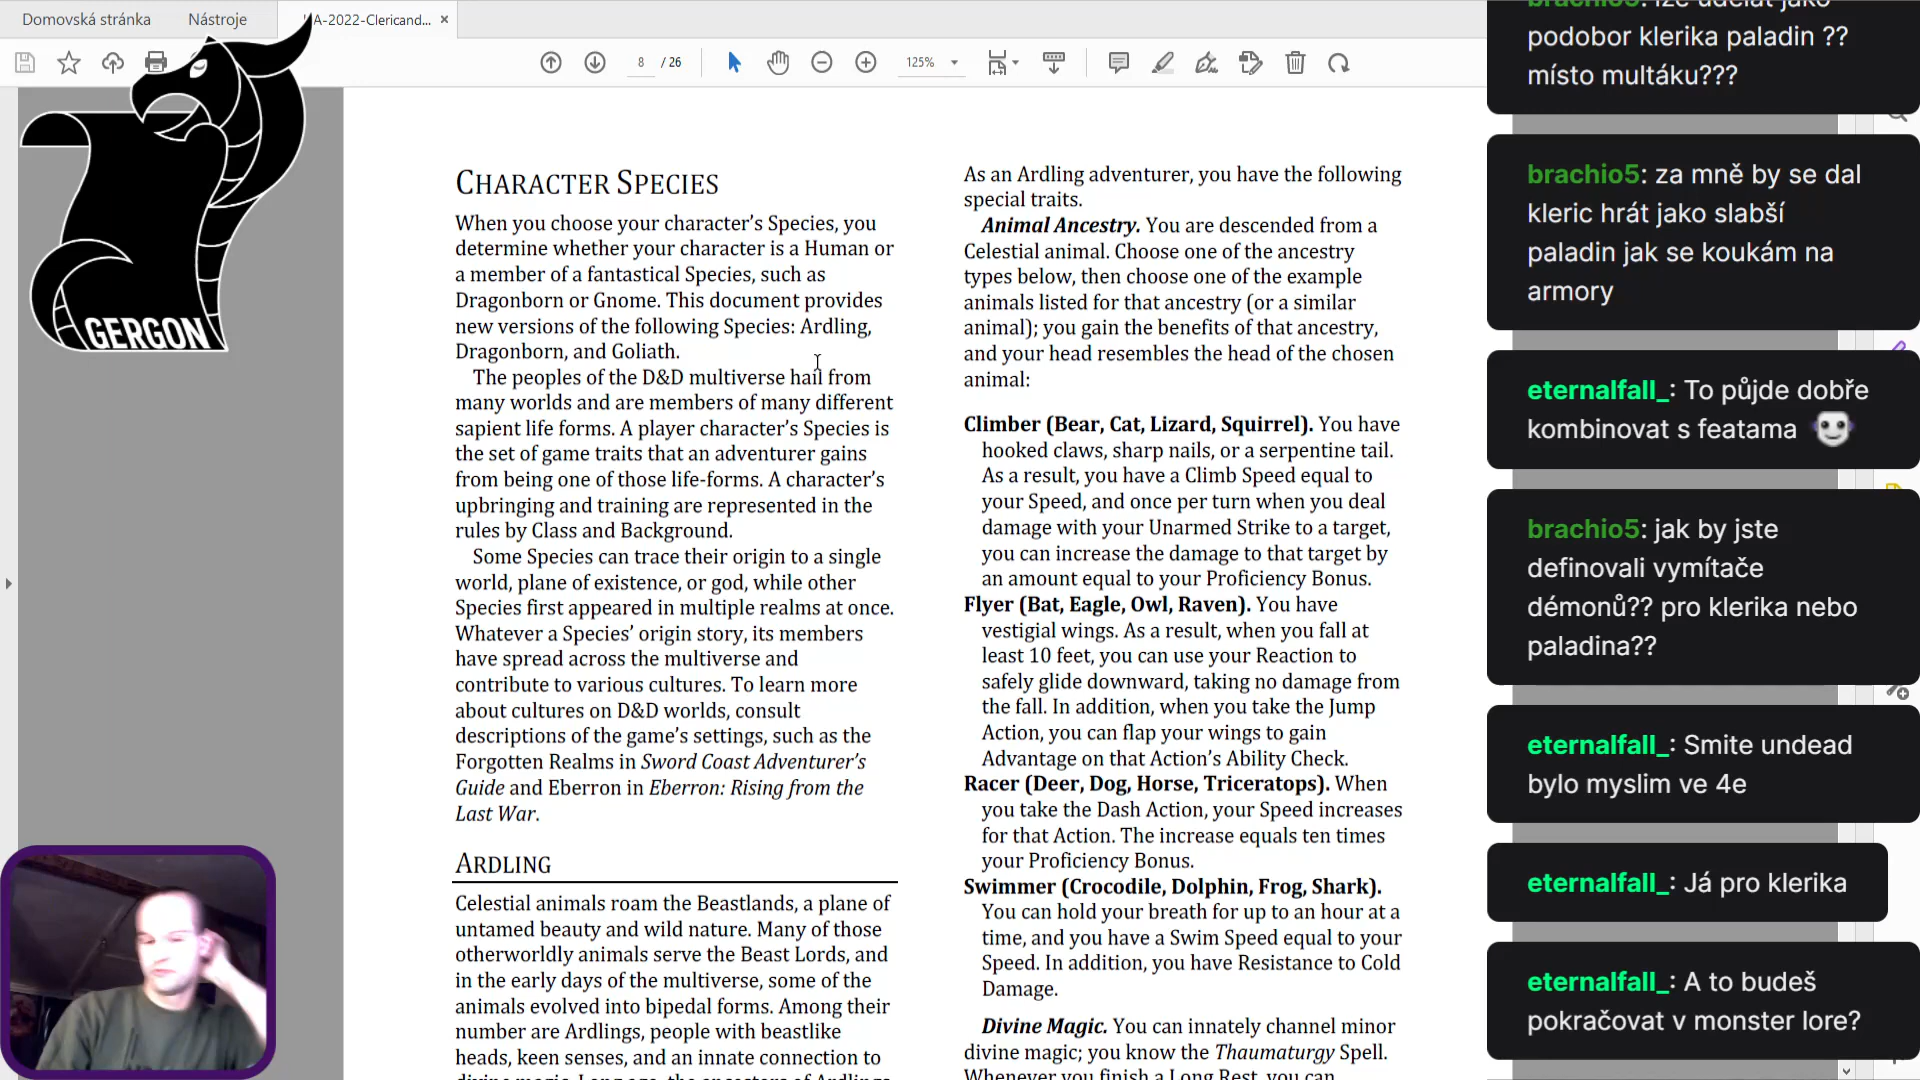 Domovská stránka
Nástroje
A-2022-Clericand...
8 / 26
125%
GERGON
CHARACTER SPECIES
When you choose your character's Species, you
determine whether your character is a Human or
a member of a fantastical Species, such as
Dragonborn or Gnome. This document provides
new versions of the following Species: Ardling,
Dragonborn, and Goliath.
The peoples of the D&D multiverse hail from
many worlds and are members of many different
sapient life forms. A player character's Species is
the set of game traits that an adventurer gains
from being one of those life-forms. A character's
upbringing and training are represented in the
rules by Class and Background.
Some Species can trace their origin to a single
world, plane of existence, or god, while other
Species first appeared in multiple realms at once.
Whatever a Species' origin story, its members
have spread across the multiverse and
contribute to various cultures. To learn more
about cultures on D&D worlds, consult
descriptions of the game's settings, such as the
Forgotten Realms in Sword Coast Adventurer's
Guide and Eberron in Eberron: Rising from the
Last War.
ARDLING
Celestial animals roam the Beastlands, a plane of
untamed beauty and wild nature. Many of those
otherworldly animals serve the Beast Lords, and
in the early days of the multiverse, some of the
animals evolved into bipedal forms. Among their
number are Ardlings, people with beastlike
heads, keen senses, and an innate connection to
As an Ardling adventurer, you have the following
special traits.
Animal Ancestry. You are descended from a
Celestial animal. Choose one of the ancestry
types below, then choose one of the example
animals listed for that ancestry (or a similar
animal); you gain the benefits of that ancestry,
and your head resembles the head of the chosen
animal:
Climber (Bear, Cat, Lizard, Squirrel). You have
hooked claws, sharp nails, or a serpentine tail.
As a result, you have a Climb Speed equal to
your Speed, and once per turn when you deal
damage with your Unarmed Strike to a target,
you can increase the damage to that target by
an amount equal to your Proficiency Bonus.
Flyer (Bat, Eagle, Owl, Raven). You have
vestigial wings. As a result, when you fall at
least 10 feet, you can use your Reaction to
safely glide downward, taking no damage from
the fall. In addition, when you take the Jump
Action, you can flap your wings to gain
Advantage on that Action's Ability Check.
Racer (Deer, Dog, Horse, Triceratops). When
you take the Dash Action, your Speed increases
for that Action. The increase equals ten times
your Proficiency Bonus.
Swimmer (Crocodile, Dolphin, Frog, Shark).
You can hold your breath for up to an hour at a
time, and you have a Swim Speed equal to your
Speed. In addition, you have Resistance to Cold
Damage.
Divine Magic. You can innately channel minor
divine magic; you know the Thaumaturgy Spell.
Whenever you finish a Long Rest, you can
brachio5: lze udělat jako
podobor klerika paladin ??
místo multáku???
brachio5: za mně by se dal
kleric hrát jako slabší
paladin jak se koukám na
armory
eternalfall_: To půjde dobře
kombinovat s featama
brachio5: jak by jste
definovali vymítače
démonů?? pro klerika nebo
paladina??
eternalfall_: Smite undead
bylo myslim ve 4e
eternalfall_: Já pro klerika
eternalfall_: A to budeš
pokračovat v monster lore?